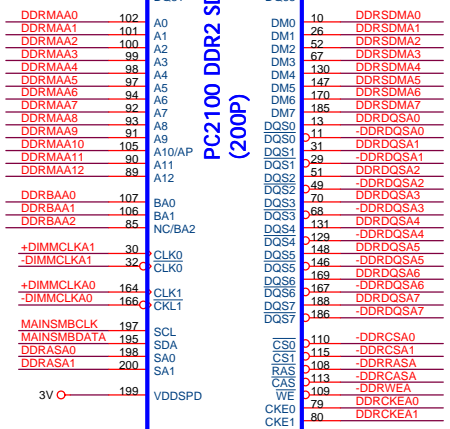 DDRMAA0 102 A0
DDRMAA1 101 A1
DDRMAA2 100 A2
DDRMAA3 99 A3
DDRMAA4 98 A4
DDRMAA5 97 A5
DDRMAA6 94 A6
DDRMAA7 92 A7
DDRMAA8 93 A8
DDRMAA9 91 A9
DDRMAA10 105 A10/AP
DDRMAA11 90 A11
DDRMAA12 89 A12
DDRBAA0 107 BA0
DDRBAA1 106 BA1
DDRBAA2 85 NC/BA2
+DIMMCLKA1 30 CLK0
-DIMMCLKA1 32 CLK0
+DIMMCLKA0 164 CLK1
-DIMMCLKA0 166 CKL1
MAINSMBCLK 197 SCL
MAINSMBDATA 195 SDA
DDRASA0 198 SA0
DDRASA1 200 SA1
3V 199 VDDSPD
PC2100 DDR2 SD
(200P)
DM0 10 DDRSDMA0
DM1 26 DDRSDMA1
DM2 52 DDRSDMA2
DM3 67 DDRSDMA3
DM4 130 DDRSDMA4
DM5 147 DDRSDMA5
DM6 170 DDRSDMA6
DM7 185 DDRSDMA7
DQS0 13 DDRDQSA0
DQS0 11 -DDRDQSA0
DQS1 31 DDRDQSA1
DQS1 29 -DDRDQSA1
DQS2 51 DDRDQSA2
DQS2 49 -DDRDQSA2
DQS3 70 DDRDQSA3
DQS3 68 -DDRDQSA3
DQS4 131 DDRDQSA4
DQS4 129 -DDRDQSA4
DQS5 148 DDRDQSA5
DQS5 146 -DDRDQSA5
DQS6 169 DDRDQSA6
DQS6 167 -DDRDQSA6
DQS7 188 DDRDQSA7
DQS7 186 -DDRDQSA7
CS0 110 -DDRCSA0
CS1 115 -DDRCSA1
RAS 108 -DDRRASA
CAS 113 -DDRCASA
WE 109 -DDRWEA
CKE0 79 DDRCKEA0
CKE1 80 DDRCKEA1